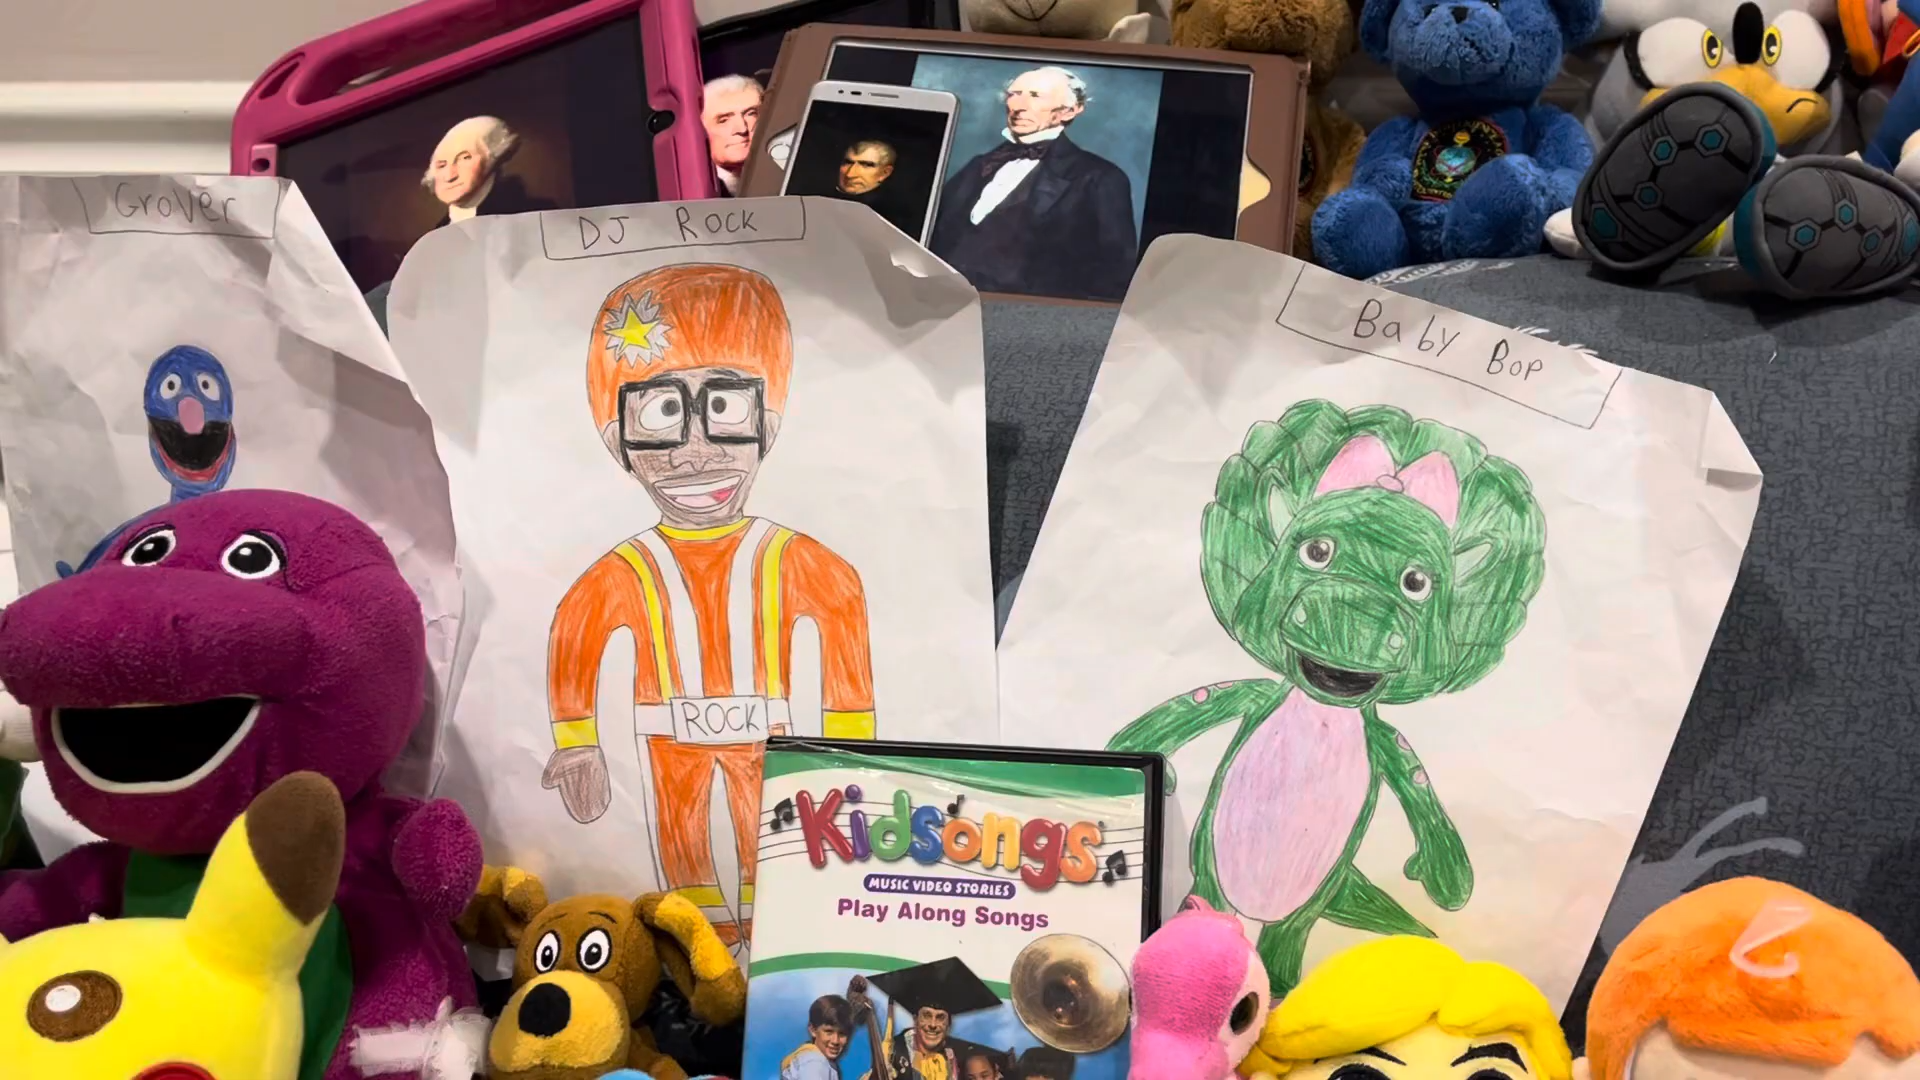 Grover
DJ ROCK
Baby Bop
ROCK
Kidsongs
MUSIC VIDEO STORIES
Play Along Songs